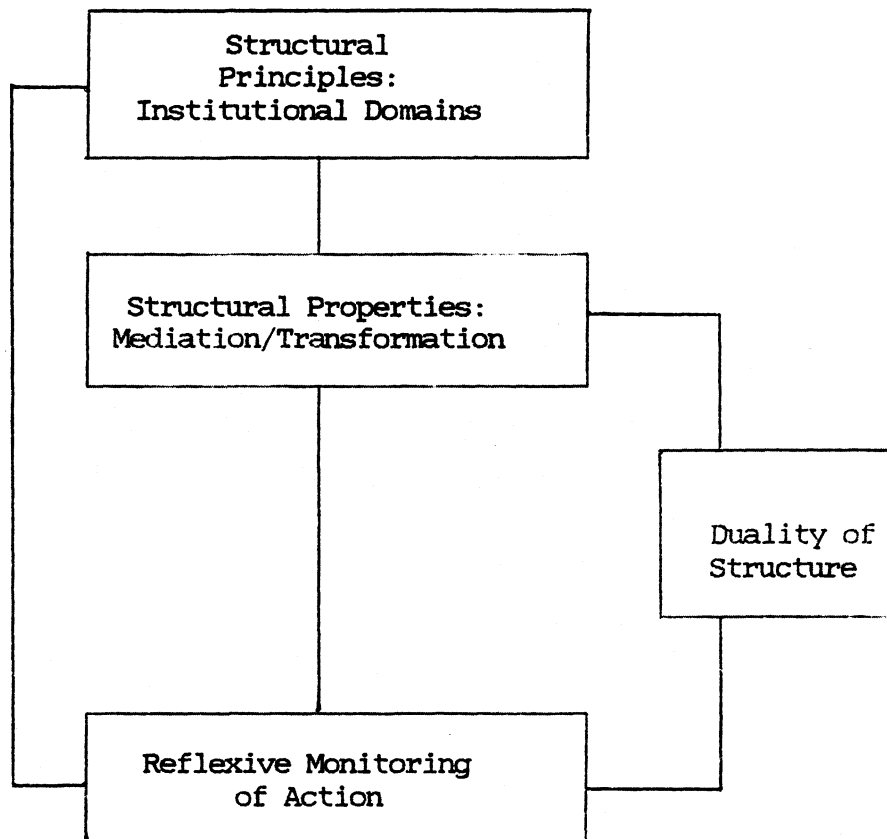 Structural
Principles:
Institutional Domains
Structural Properties:
Mediation/Transformation
Duality of
Structure
Reflexive Monitoring
of Action